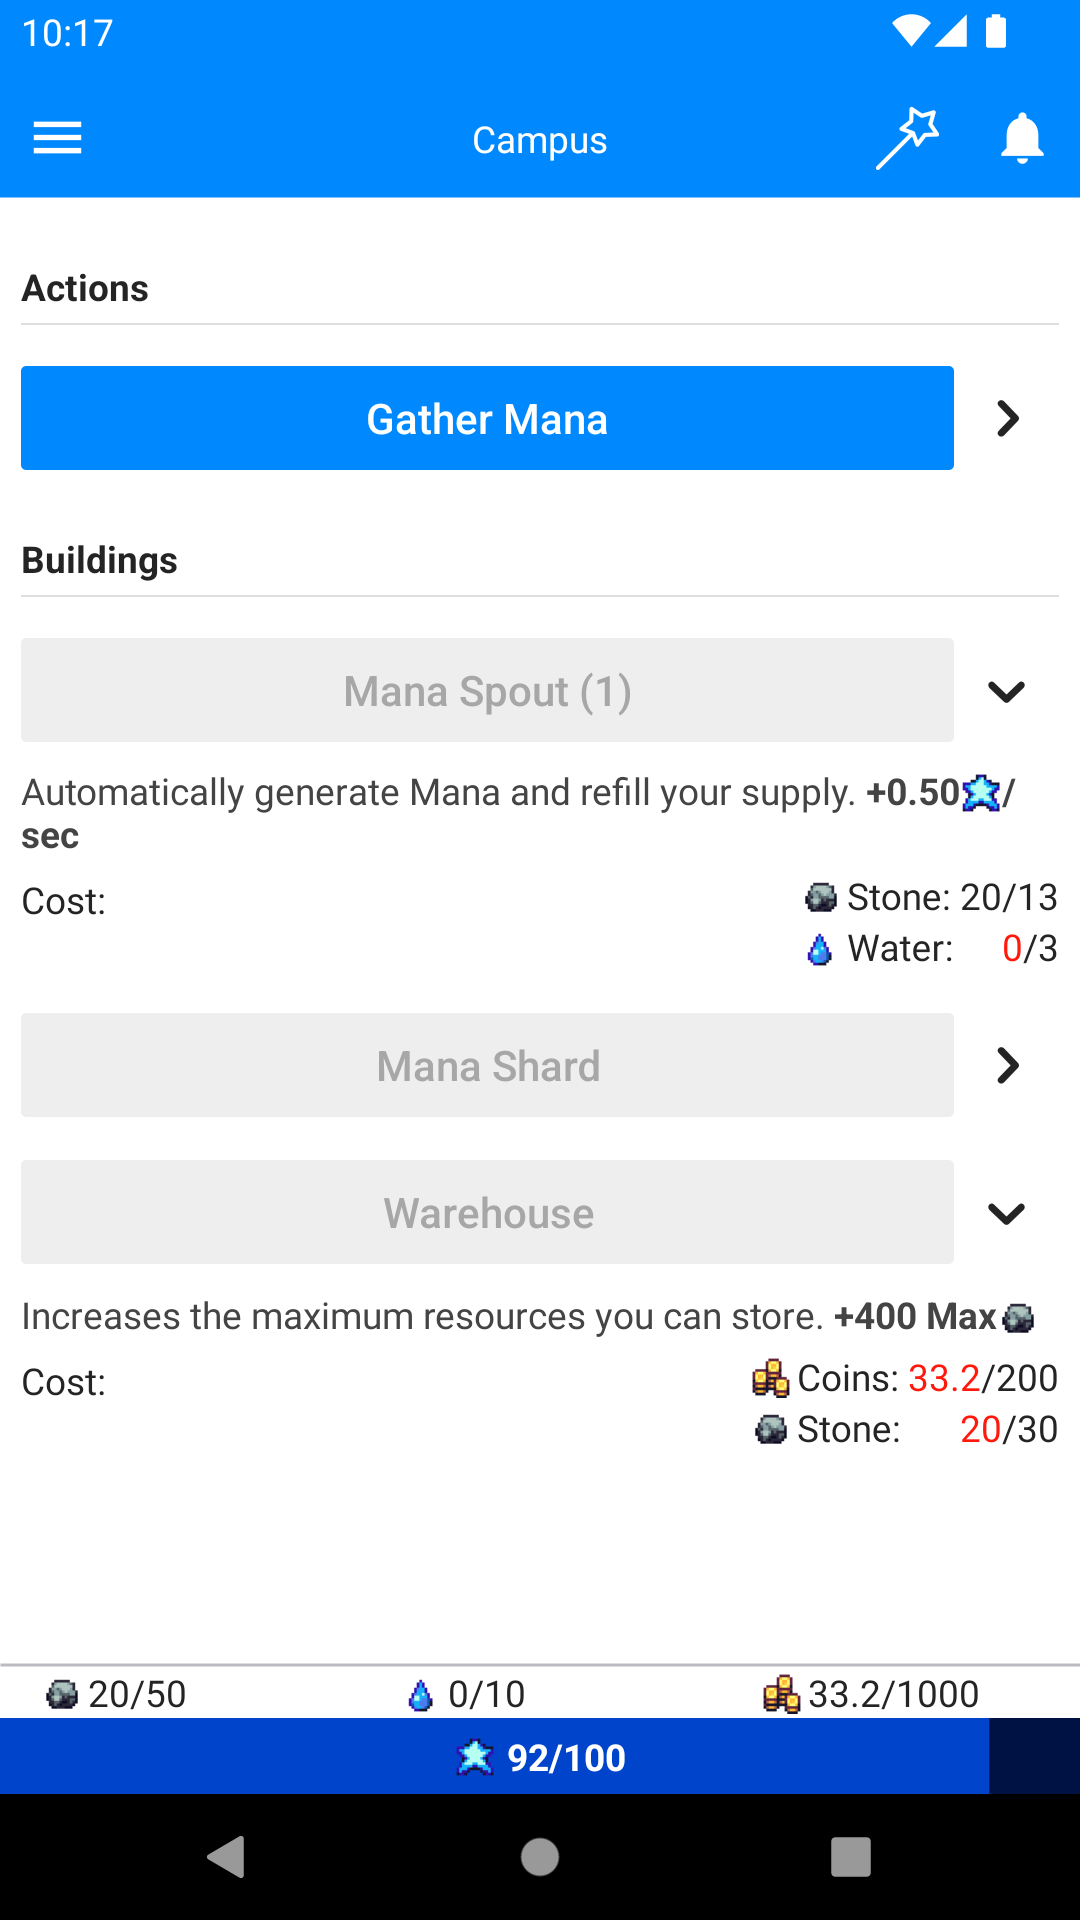 10:17
Campus
Actions
Gather Mana
Buildings
Mana Spout (1)
Automatically generate Mana and refill your supply. +0.50/
sec
Cost:
Stone: 20/13
Water: 0/3
Mana Shard
Warehouse
Increases the maximum resources you can store. +400 Max
Cost:
Coins: 33.2/200
Stone: 20/30
20/50 0/10 33.2/1000
92/100